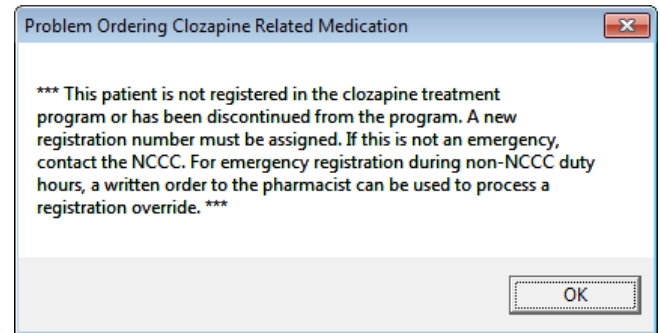 Problem Ordering Clozapine Related Medication
*** This patient is not registered in the clozapine treatment
program or has been discontinued from the program. A new
registration number must be assigned. If this is not an emergency,
contact the NCCC. For emergency registration during non-NCCC duty
hours, a written order to the pharmacist can be used to process a
registration override. ***
OK